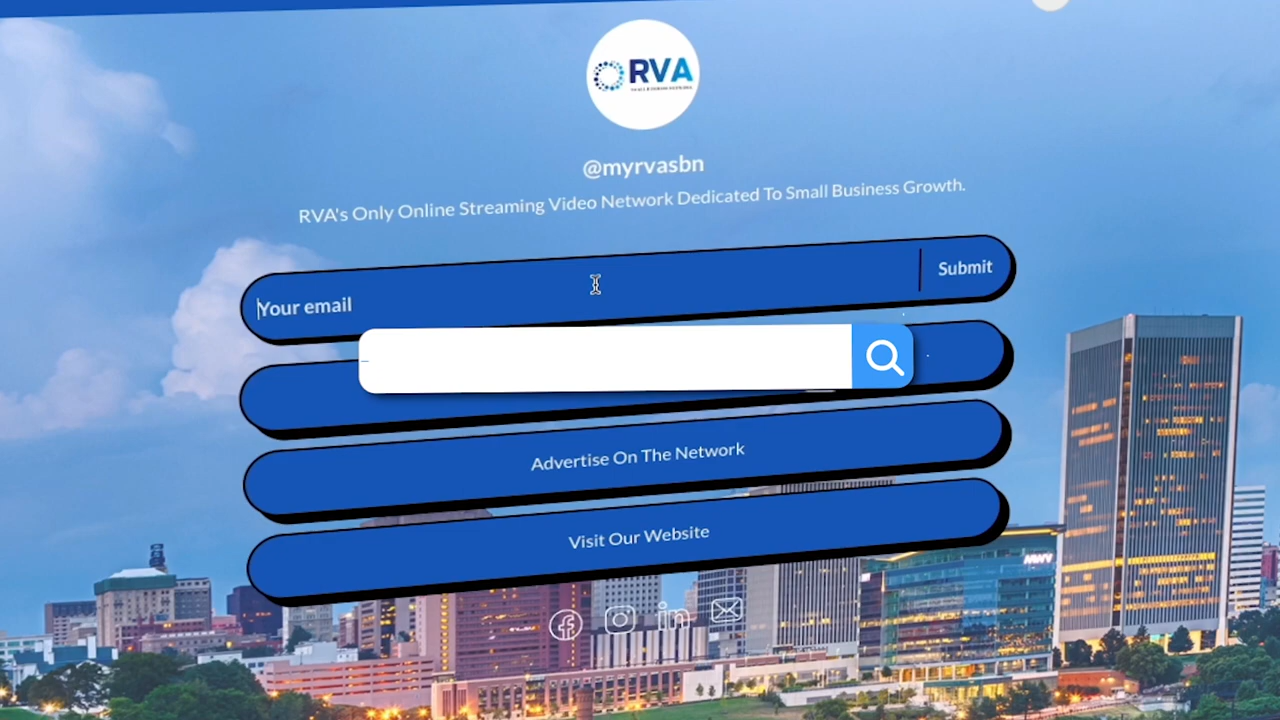 RVA
@myrvasbn
RVA's Only Online Streaming Video Network Dedicated To Small Business Growth.
Your email
Submit
Advertise On The Network
Visit Our Website